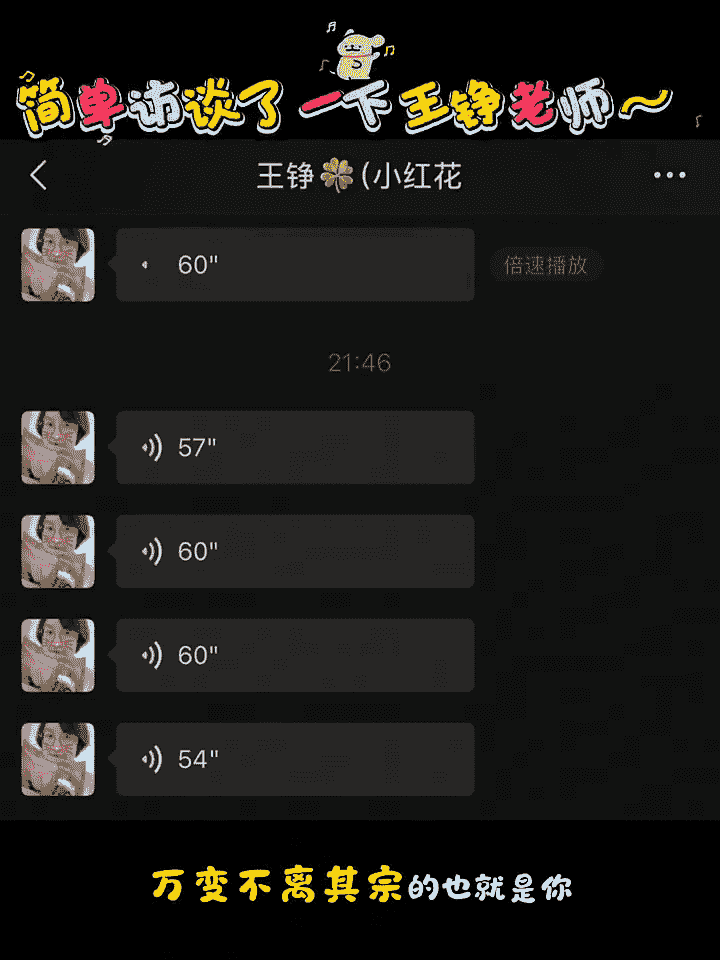 简单访谈了一下王铮老师～
王铮🍀(小红花
60"
倍速播放
21:46
57"
60"
60"
54"
万变不离其宗的也就是你